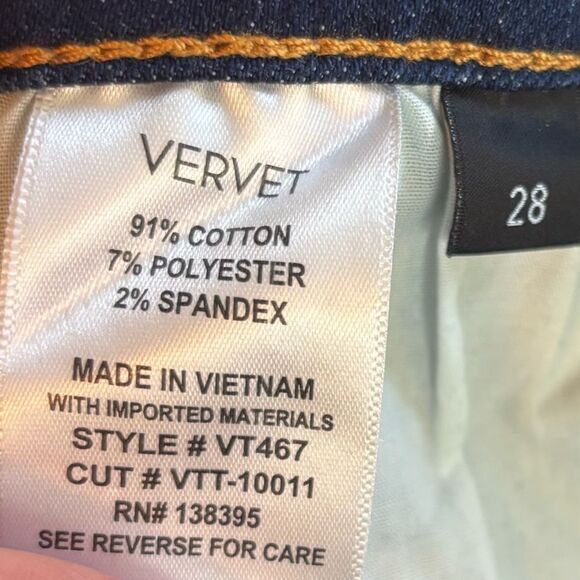 VERVET
91% COTTON
7% POLYESTER
2% SPANDEX
MADE IN VIETNAM
WITH IMPORTED MATERIALS
STYLE # VT467
CUT # VTT-10011
RN# 138395
SEE REVERSE FOR CARE
28